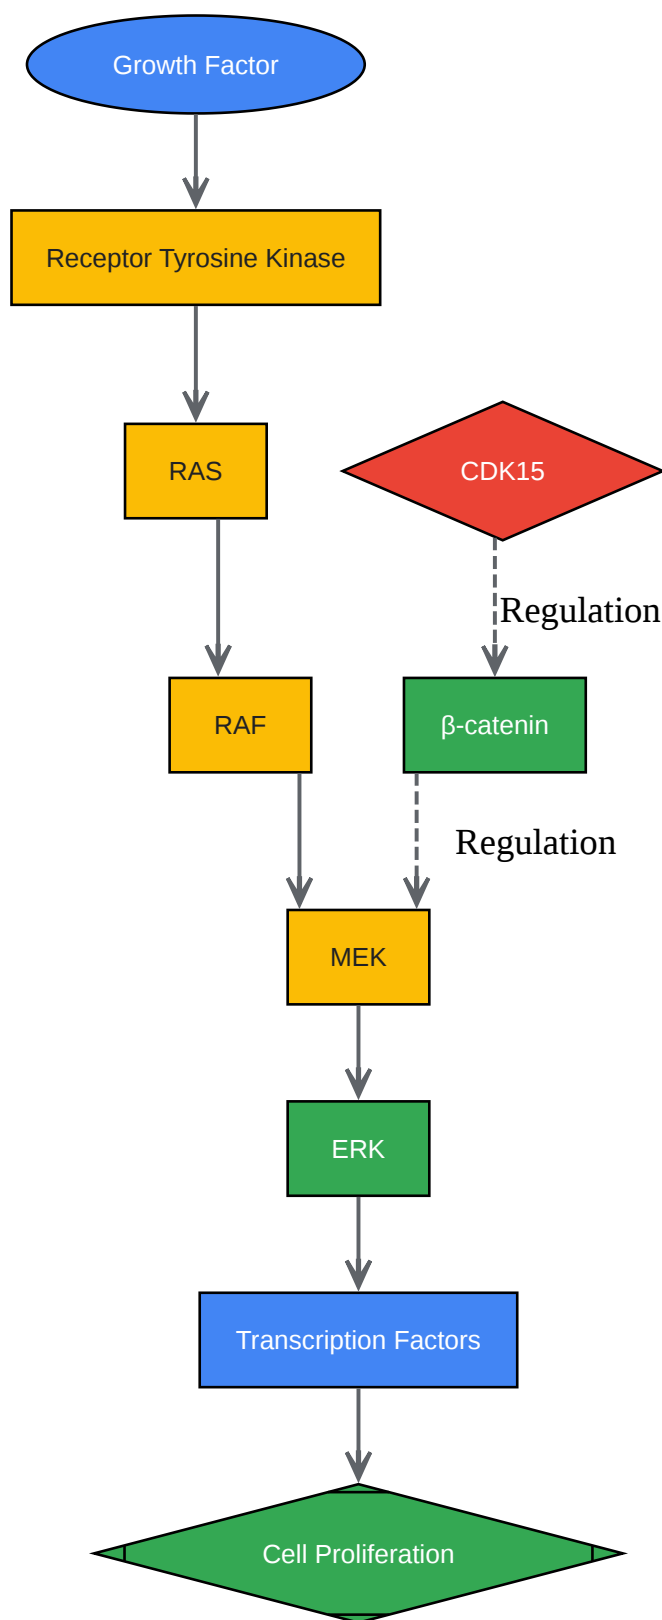 Growth Factor
Receptor Tyrosine Kinase
RAS
CDK15
Regulation
RAF
β-catenin
Regulation
MEK
ERK
Transcription Factors
Cell Proliferation